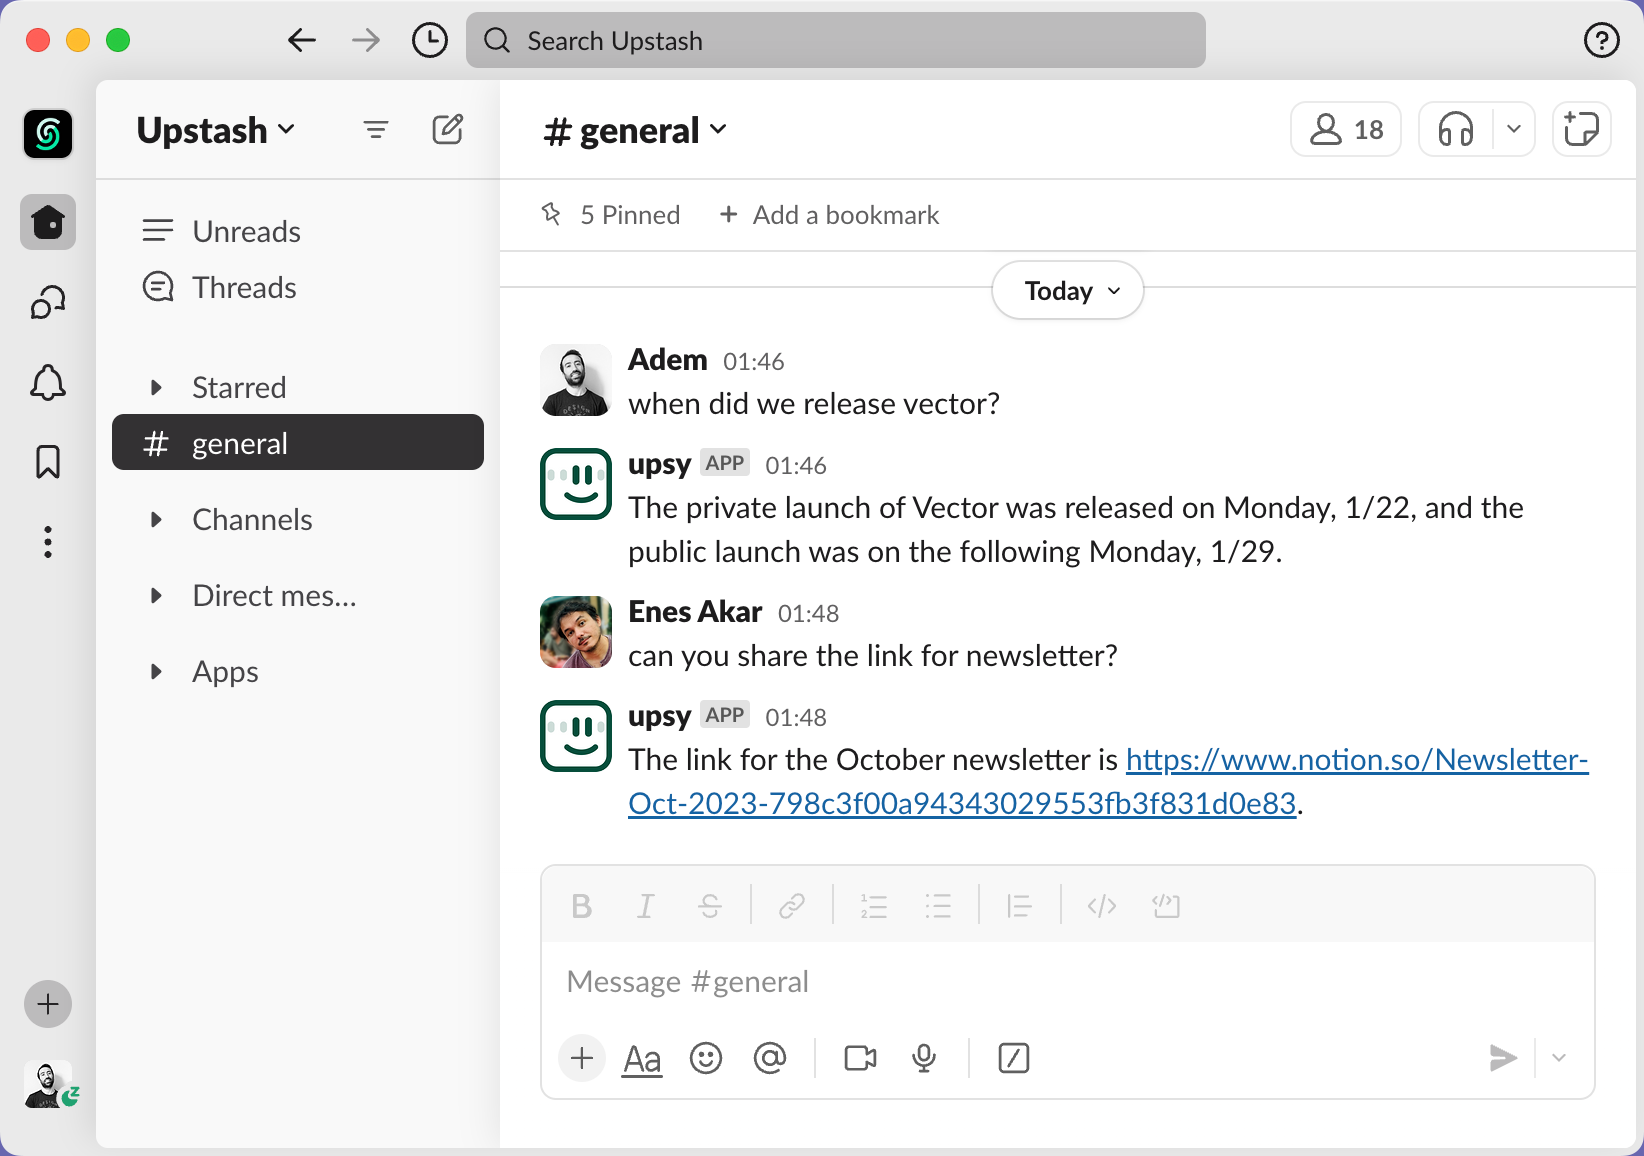 Search Upstash
Upstash
Unreads
Threads
Starred
# general
Channels
Direct mes...
Apps
# general
18
5 Pinned
+ Add a bookmark
Today
Adem 01:46
when did we release vector?
upsy APP 01:46
The private launch of Vector was released on Monday, 1/22, and the
public launch was on the following Monday, 1/29.
Enes Akar 01:48
can you share the link for newsletter?
upsy APP 01:48
The link for the October newsletter is https://www.notion.so/Newsletter-
Oct-2023-798c3f00a94343029553fb3f831d0e83.
B I S
Message #general
Aa @